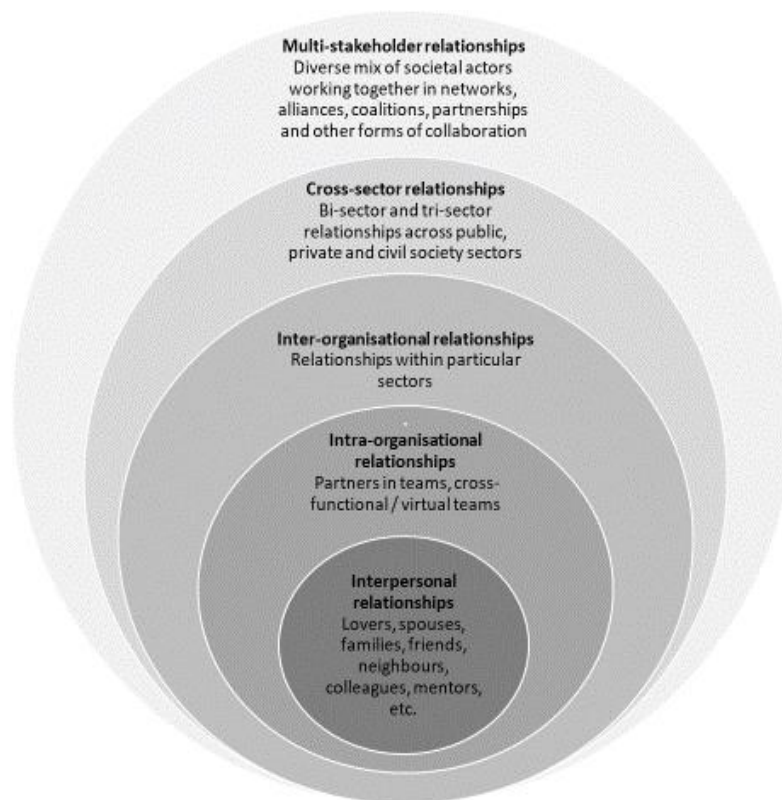 Multi-stakeholder relationships
Diverse mix of societal actors
working together in networks,
alliances, coalitions, partnerships
and other forms of collaboration
Cross-sector relationships
Bi-sector and tri-sector
relationships across public,
private and civil society sectors
Inter-organisational relationships
Relationships within particular
sectors
Intra-organisational
relationships
Partners in teams, cross-
functional / virtual teams
Interpersonal
relationships
Lovers, spouses,
families, friends,
neighbours,
colleagues, mentors,
etc.